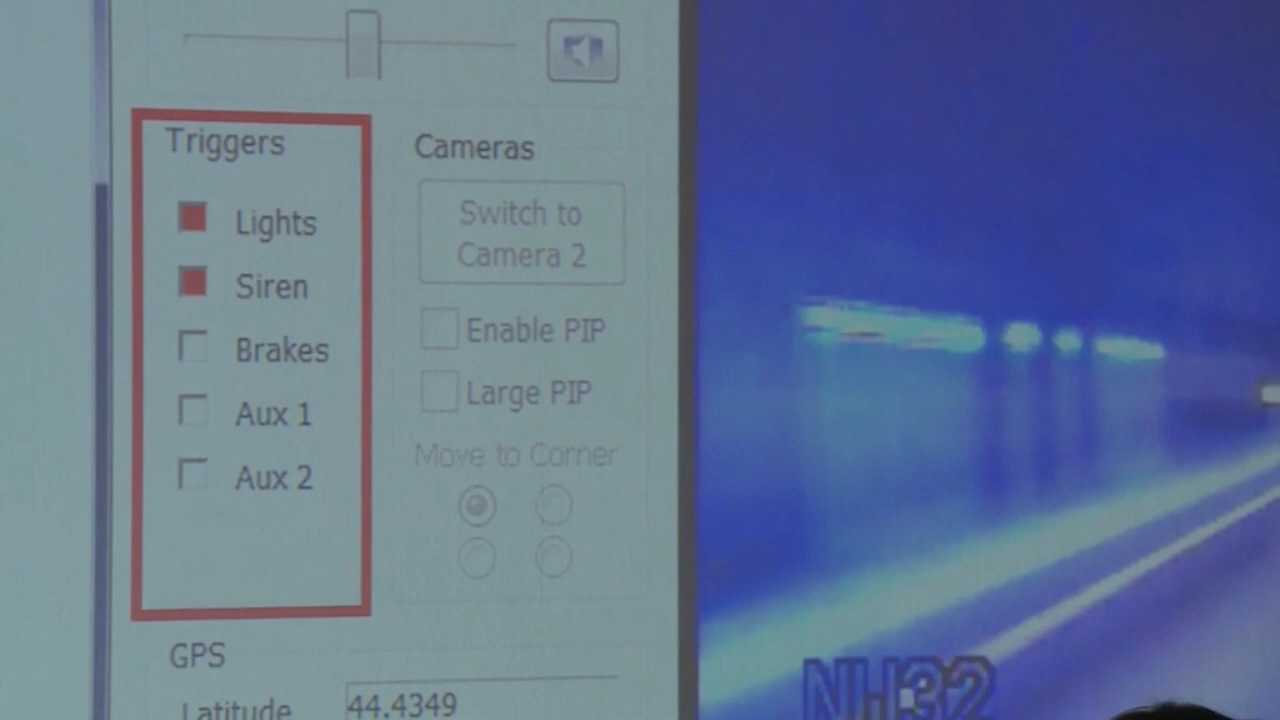 Triggers
Lights
Siren
Brakes
Aux 1
Aux 2
Cameras
Switch to
Camera 2
Enable PIP
Large PIP
Move to Corner
GPS
Latitude 44.4349